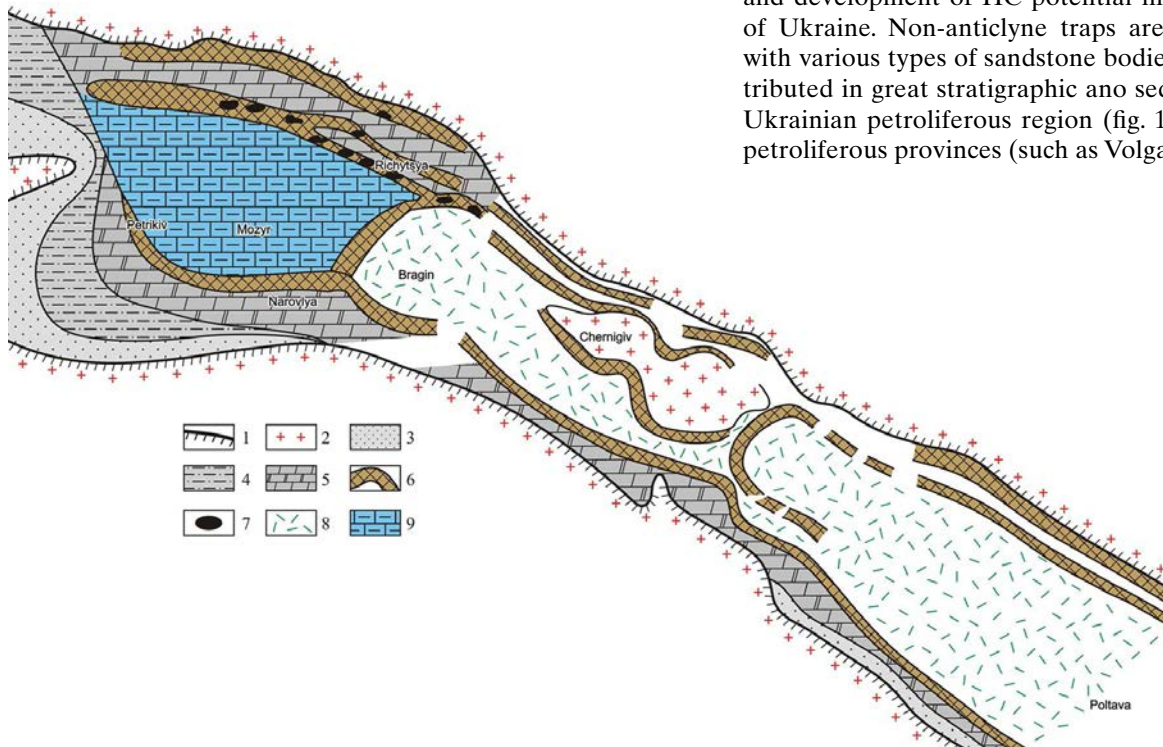 and development of HC potential in
of Ukraine. Non-anticlyne traps are
with various types of sandstone bodie
tributed in great stratigraphic ano sec
Ukrainian petroliferous region (fig. 1
petroliferous provinces (such as Volga
Richytsya
Petrikiv
Mozyr
Bragin
Narovlya
Chernigiv
1
2
3
4
5
6
7
8
9
Poltava